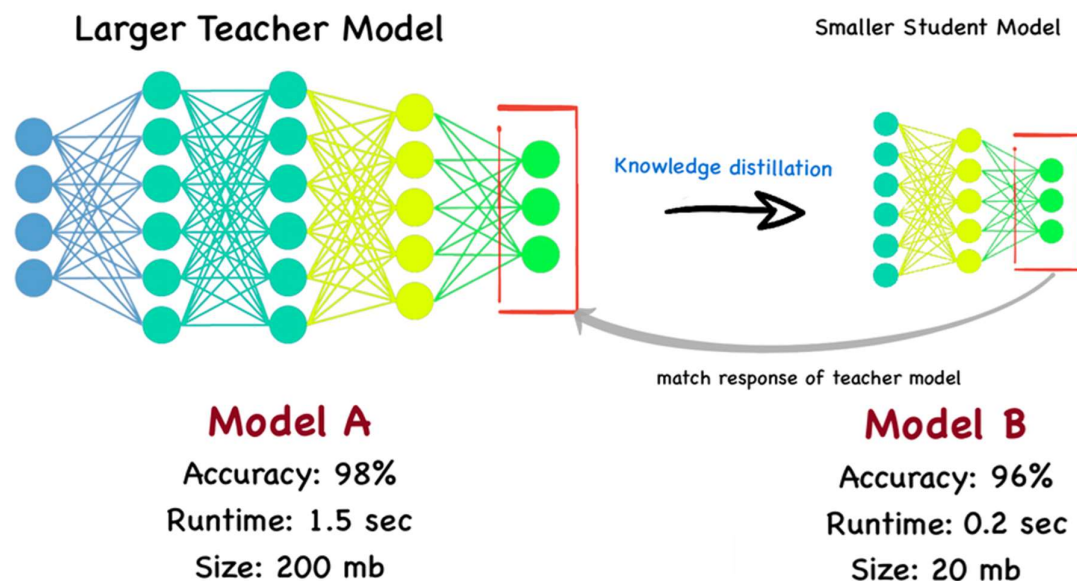 Larger Teacher Model
Smaller Student Model
Knowledge distillation
match response of teacher model
Model A
Accuracy: 98%
Runtime: 1.5 sec
Size: 200 mb
Model B
Accuracy: 96%
Runtime: 0.2 sec
Size: 20 mb